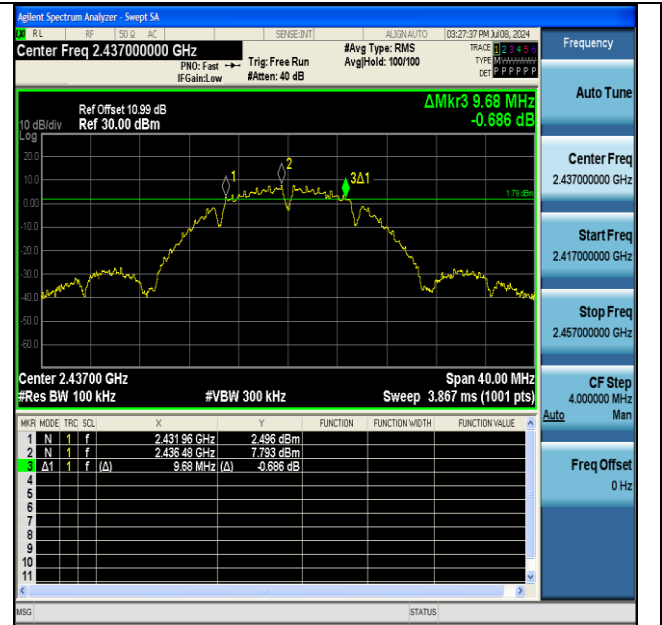 Agilent Spectrum Analyzer - Swept SA
RL RF 50 Ω AC SENSE:INT ALIGN AUTO 03:27:37 PM Jul 08, 2024
Center Freq 2.437000000 GHz #Avg Type: RMS TRACE 1 2 3 4 5 6
PNO: Fast Trig: Free Run Avg|Hold: 100/100 TYPE
IFGain:Low #Atten: 40 dB DET P P P P P P
Ref Offset 10.99 dB ΔMkr3 9.68 MHz
10 dB/div Ref 30.00 dBm -0.686 dB
Log
20.0
10.0
0.00
-10.0
-20.0
-30.0
-40.0
-50.0
-60.0
1
2
3Δ1
1.79 dBm
Center 2.43700 GHz Span 40.00 MHz
#Res BW 100 kHz #VBW 300 kHz Sweep 3.867 ms (1001 pts)
MKR MODE TRC SCL X Y FUNCTION FUNCTION WIDTH FUNCTION VALUE
1 N 1 f 2.431 96 GHz 2.496 dBm
2 N 1 f 2.436 48 GHz 7.793 dBm
3 Δ1 1 f (Δ) 9.68 MHz (Δ) -0.686 dB
4
5
6
7
8
9
10
11
MSG STATUS
Frequency
Auto Tune
Center Freq
2.437000000 GHz
Start Freq
2.417000000 GHz
Stop Freq
2.457000000 GHz
CF Step
4.000000 MHz
Auto Man
Freq Offset
0 Hz